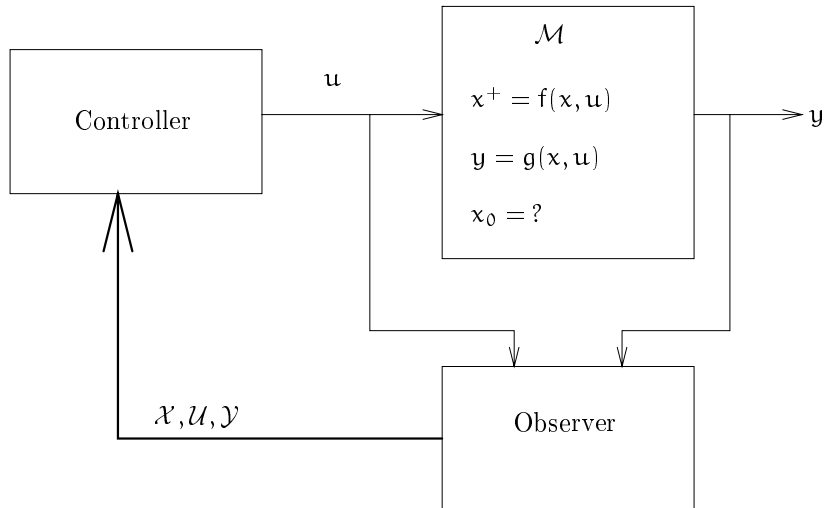 Controller
u
ℳ
x⁺ = f(x, u)
y = g(x, u)
x₀ = ?
y
𝒳, 𝒰, 𝒴
Observer